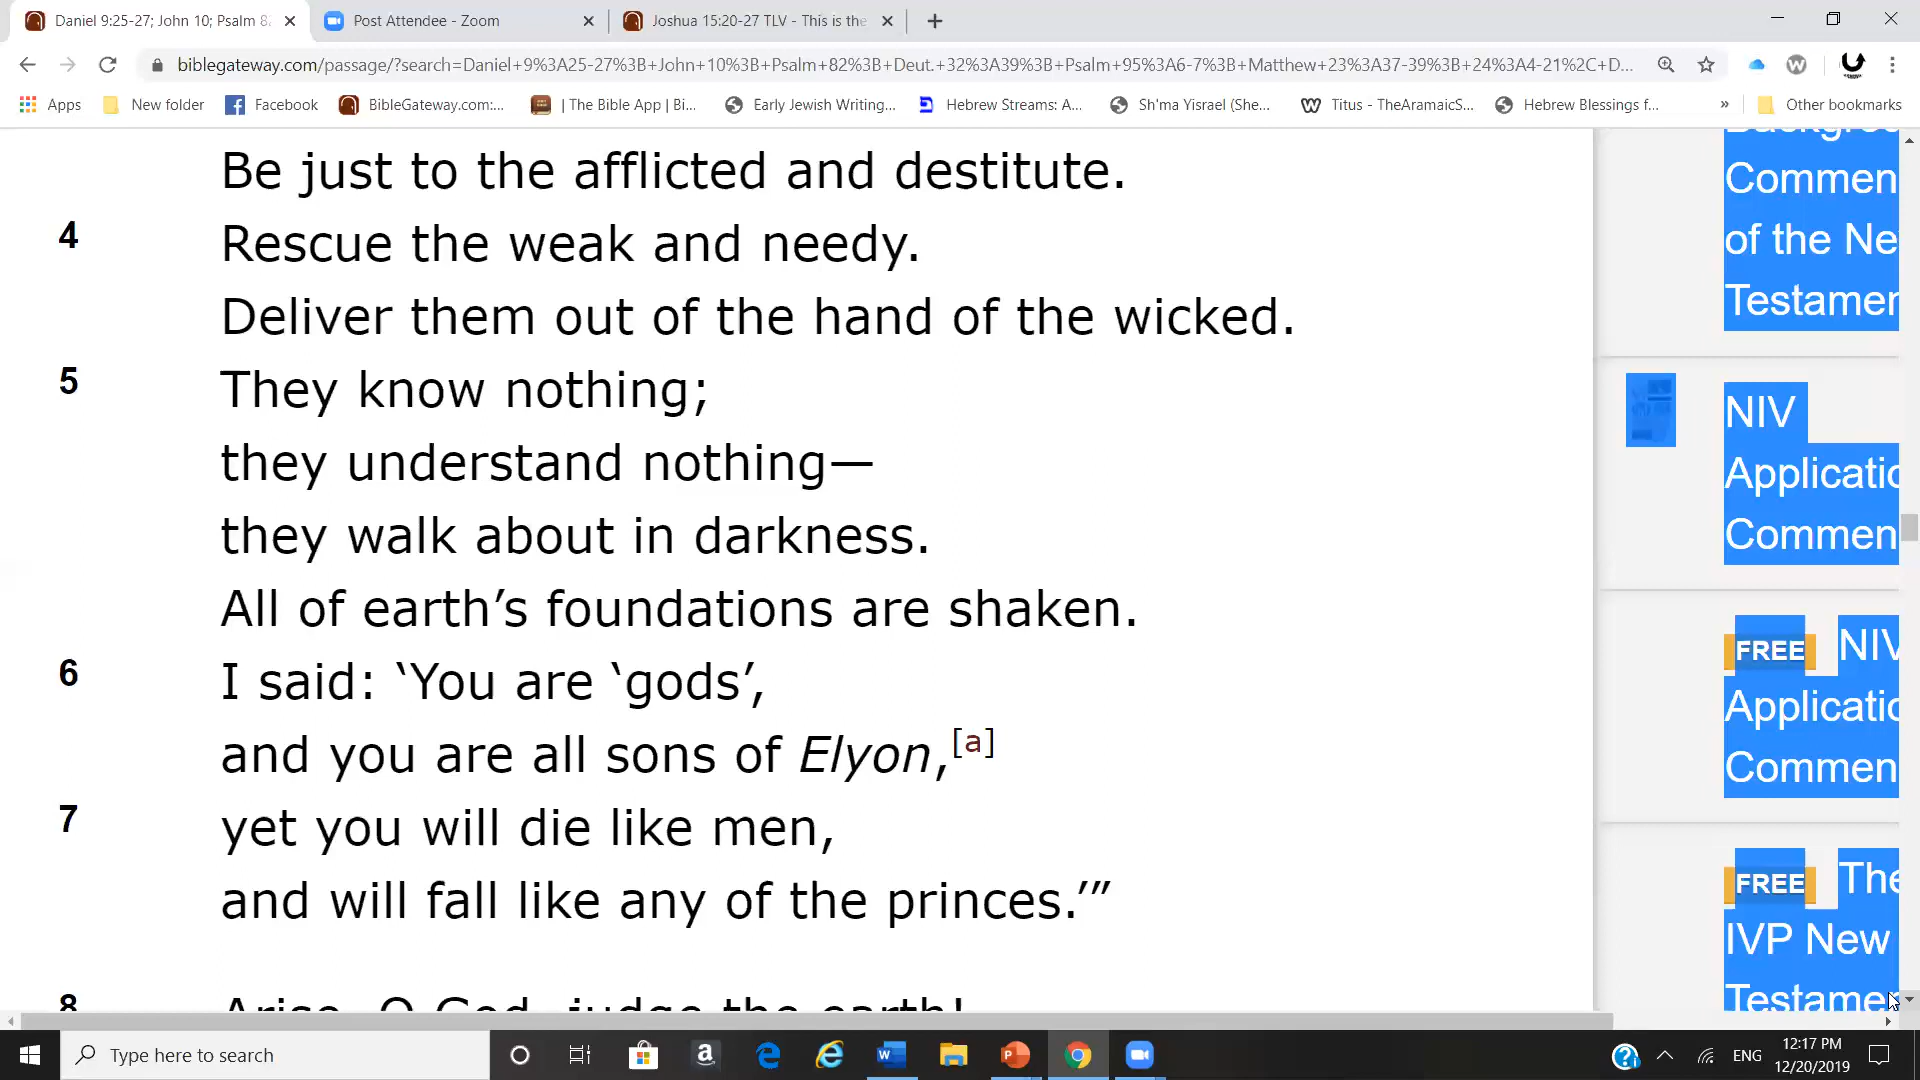 Daniel 9:25-27; John 10; Psalm 82
Post Attendee - Zoom
Joshua 15:20-27 TLV - This is the
biblegateway.com/passage/?search=Daniel+9%3A25-27%3B+John+10%3B+Psalm+82%3B+Deut.+32%3A39%3B+Psalm+95%3A6-7%3B+Matthew+23%3A37-39%3B+24%3A4-21%2C+D...
Apps
New folder
Facebook
BibleGateway.com:...
| The Bible App | Bi...
Early Jewish Writing...
Hebrew Streams: A...
Sh'ma Yisrael (She...
Titus - TheAramaicS...
Hebrew Blessings f...
»
Other bookmarks
Be just to the afflicted and destitute.
4 Rescue the weak and needy.
Deliver them out of the hand of the wicked.
5 They know nothing;
they understand nothing—
they walk about in darkness.
All of earth’s foundations are shaken.
6 I said: ‘You are ‘gods’,
and you are all sons of Elyon,[a]
7 yet you will die like men,
and will fall like any of the princes.’”
8 Arise, O God, judge the earth!
Commen
of the Ne
Testamen
NIV
Applicatio
Commen
FREE NIV
Applicatio
Commen
FREE The
IVP New
Testame
Type here to search
ENG
12:17 PM
12/20/2019